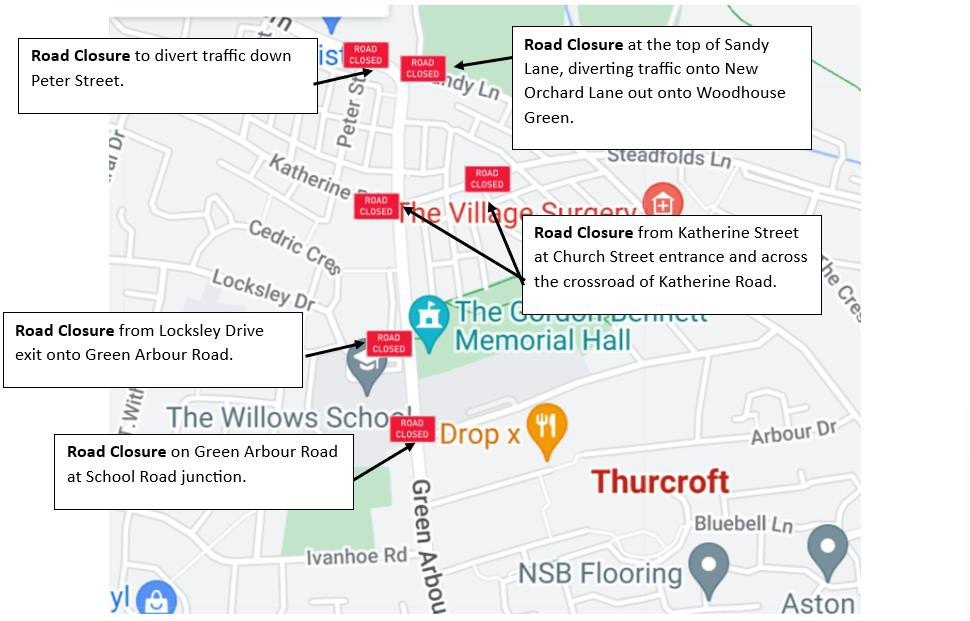 Road Closure to divert traffic down
Peter Street.
Road Closure at the top of Sandy
Lane, diverting traffic onto New
Orchard Lane out onto Woodhouse
Green.
ROAD
CLOSED
ROAD
CLOSED
ndy Ln
Peter St
Steadfolds Ln
Katherine
ROAD
CLOSED
ROAD
CLOSED
The Village Surgery
Road Closure from Katherine Street
at Church Street entrance and across
the crossroad of Katherine Road.
Cedric Cres
The Cres
Locksley Dr
The Gordon Bennett
Memorial Hall
Road Closure from Locksley Drive
exit onto Green Arbour Road.
ROAD
CLOSED
The Willows School
ROAD
CLOSED
Drop x
Arbour Dr
Road Closure on Green Arbour Road
at School Road junction.
Thurcroft
Green Arbou
Bluebell Ln
Ivanhoe Rd
NSB Flooring
yl
Aston